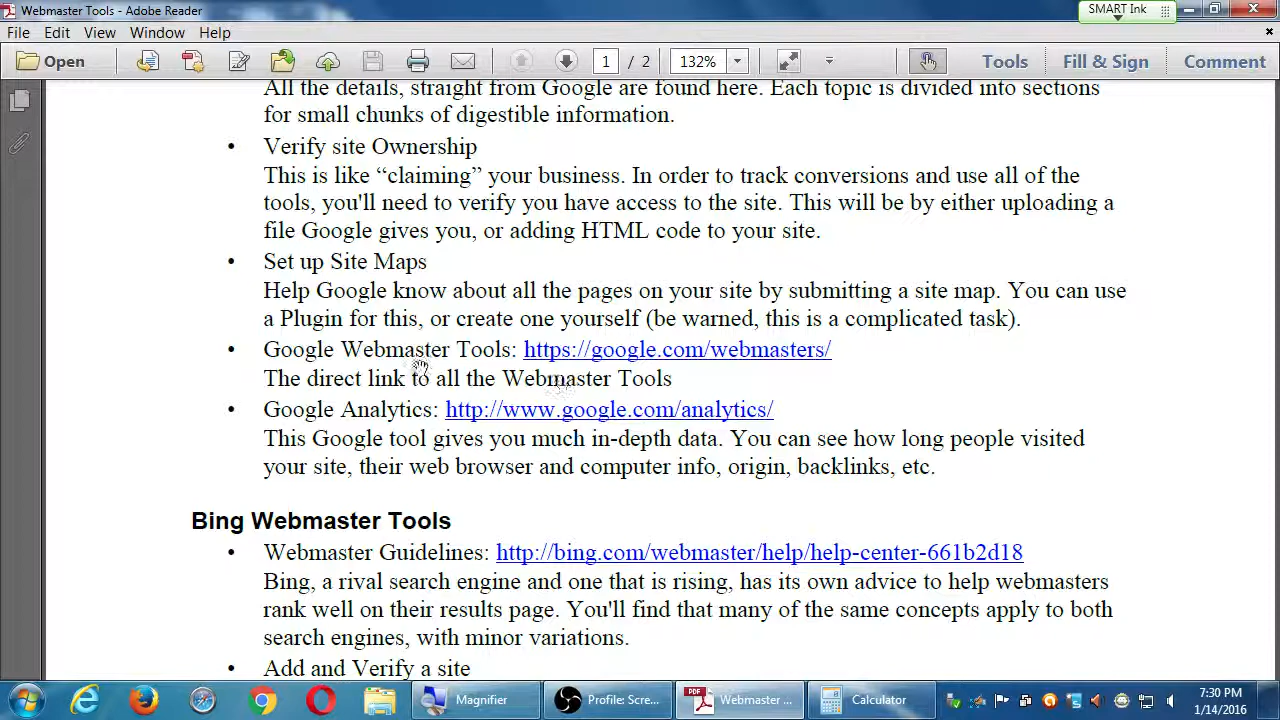 Webmaster Tools - Adobe Reader
SMART Ink
File Edit View Window Help
Open 1 / 2 132% Tools Fill & Sign Comment
All the details, straight from Google are found here. Each topic is divided into sections
for small chunks of digestible information.
• Verify site Ownership
This is like “claiming” your business. In order to track conversions and use all of the
tools, you'll need to verify you have access to the site. This will be by either uploading a
file Google gives you, or adding HTML code to your site.
• Set up Site Maps
Help Google know about all the pages on your site by submitting a site map. You can use
a Plugin for this, or create one yourself (be warned, this is a complicated task).
• Google Webmaster Tools: https://google.com/webmasters/
The direct link to all the Webmaster Tools
• Google Analytics: http://www.google.com/analytics/
This Google tool gives you much in-depth data. You can see how long people visited
your site, their web browser and computer info, origin, backlinks, etc.
Bing Webmaster Tools
• Webmaster Guidelines: http://bing.com/webmaster/help/help-center-661b2d18
Bing, a rival search engine and one that is rising, has its own advice to help webmasters
rank well on their results page. You'll find that many of the same concepts apply to both
search engines, with minor variations.
• Add and Verify a site
Magnifier Profile: Scre... PDF Webmaster ... Calculator 7:30 PM
1/14/2016